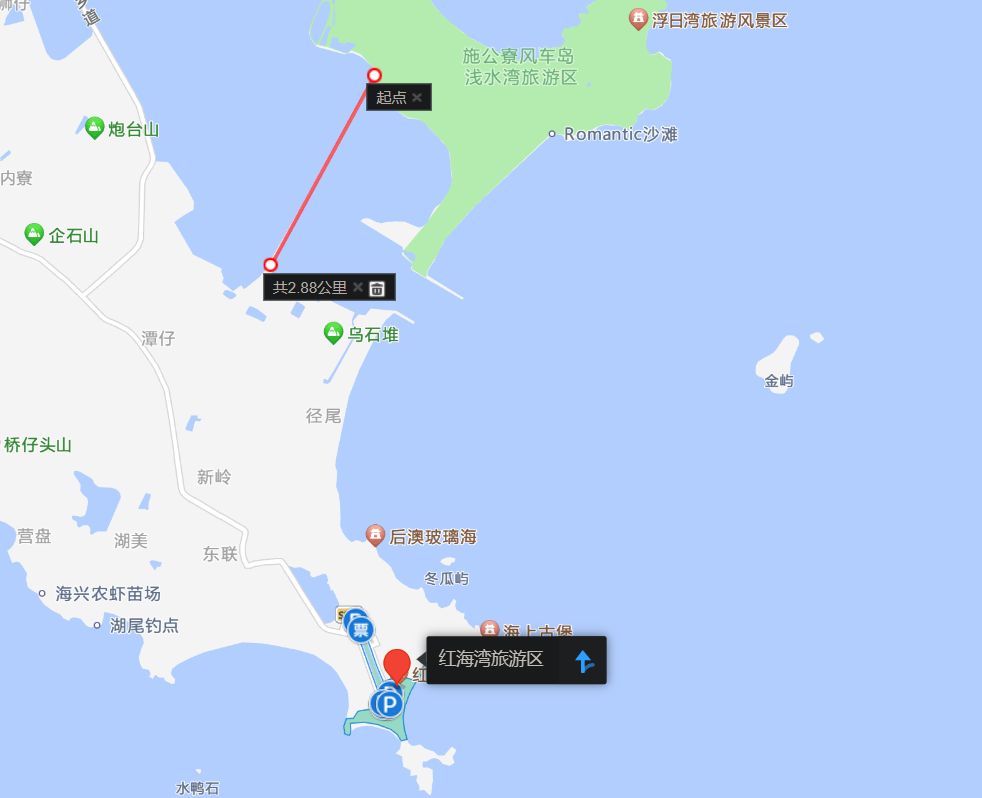 道
浮日湾旅游风景区
施公寮风车岛
浅水湾旅游区
起点
炮台山
Romantic沙滩
内寮
企石山
共2.88公里
潭仔
乌石堆
金屿
径尾
桥仔头山
新岭
营盘
湖美
后澳玻璃海
东联
冬瓜屿
海兴农虾苗场
湖尾钓点
票
海上古堡
红海湾旅游区
红
P
水鸭石